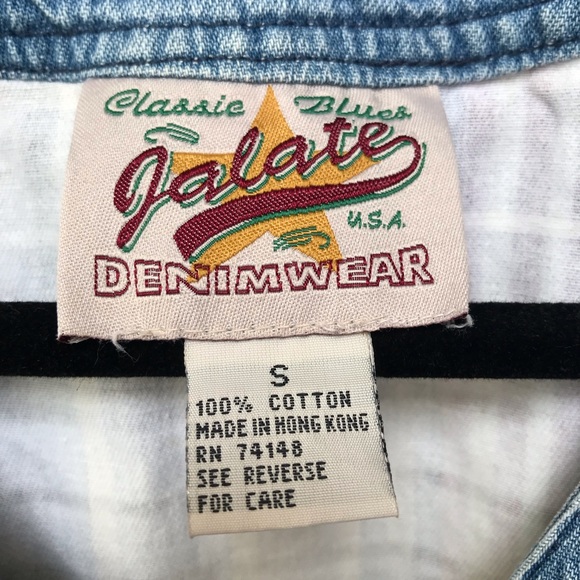 Classic Blues
Jalate
U.S.A.
DENIMWEAR
S
100% COTTON
MADE IN HONG KONG
RN 74148
SEE REVERSE
FOR CARE